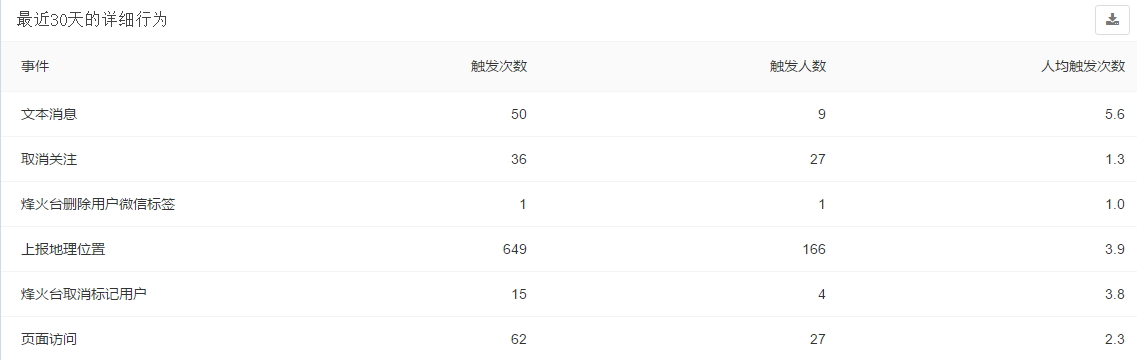 最近30天的详细行为
事件 触发次数 触发人数 人均触发次数
文本消息 50 9 5.6
取消关注 36 27 1.3
烽火台删除用户微信标签 1 1 1.0
上报地理位置 649 166 3.9
烽火台取消标记用户 15 4 3.8
页面访问 62 27 2.3